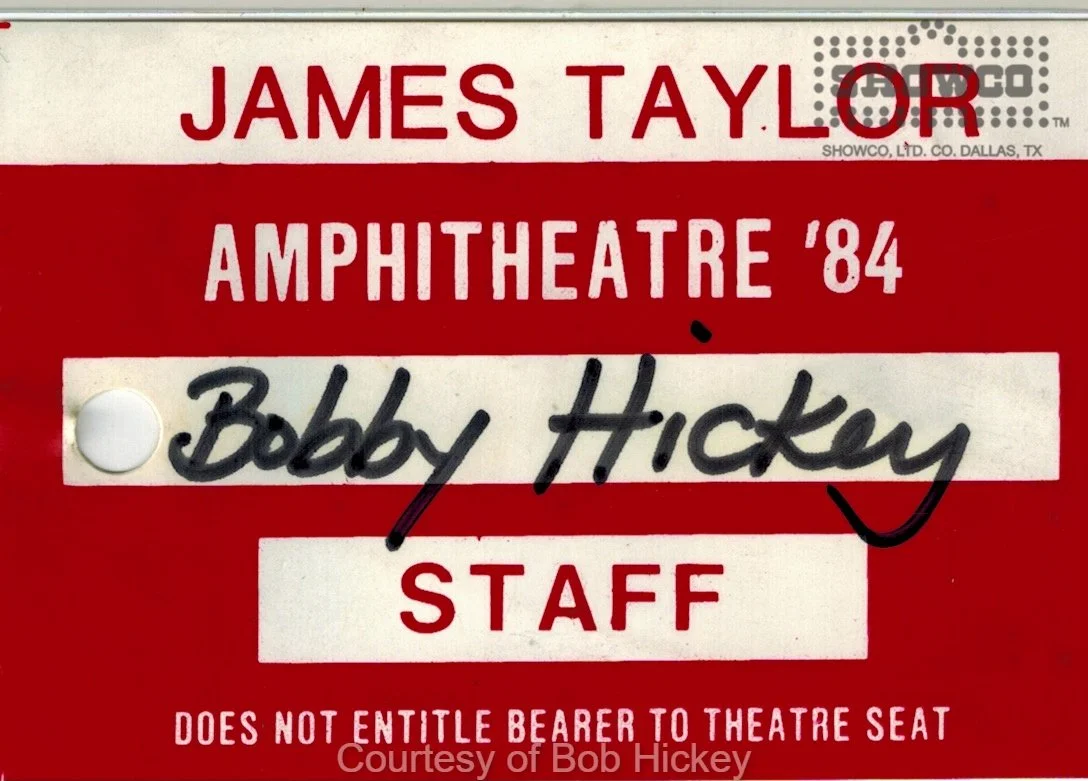 JAMES TAYLOR
SHOWCO™
SHOWCO, LTD. CO. DALLAS, TX
AMPHITHEATRE '84
Bobby Hickey
STAFF
DOES NOT ENTITLE BEARER TO THEATRE SEAT
Courtesy of Bob Hickey